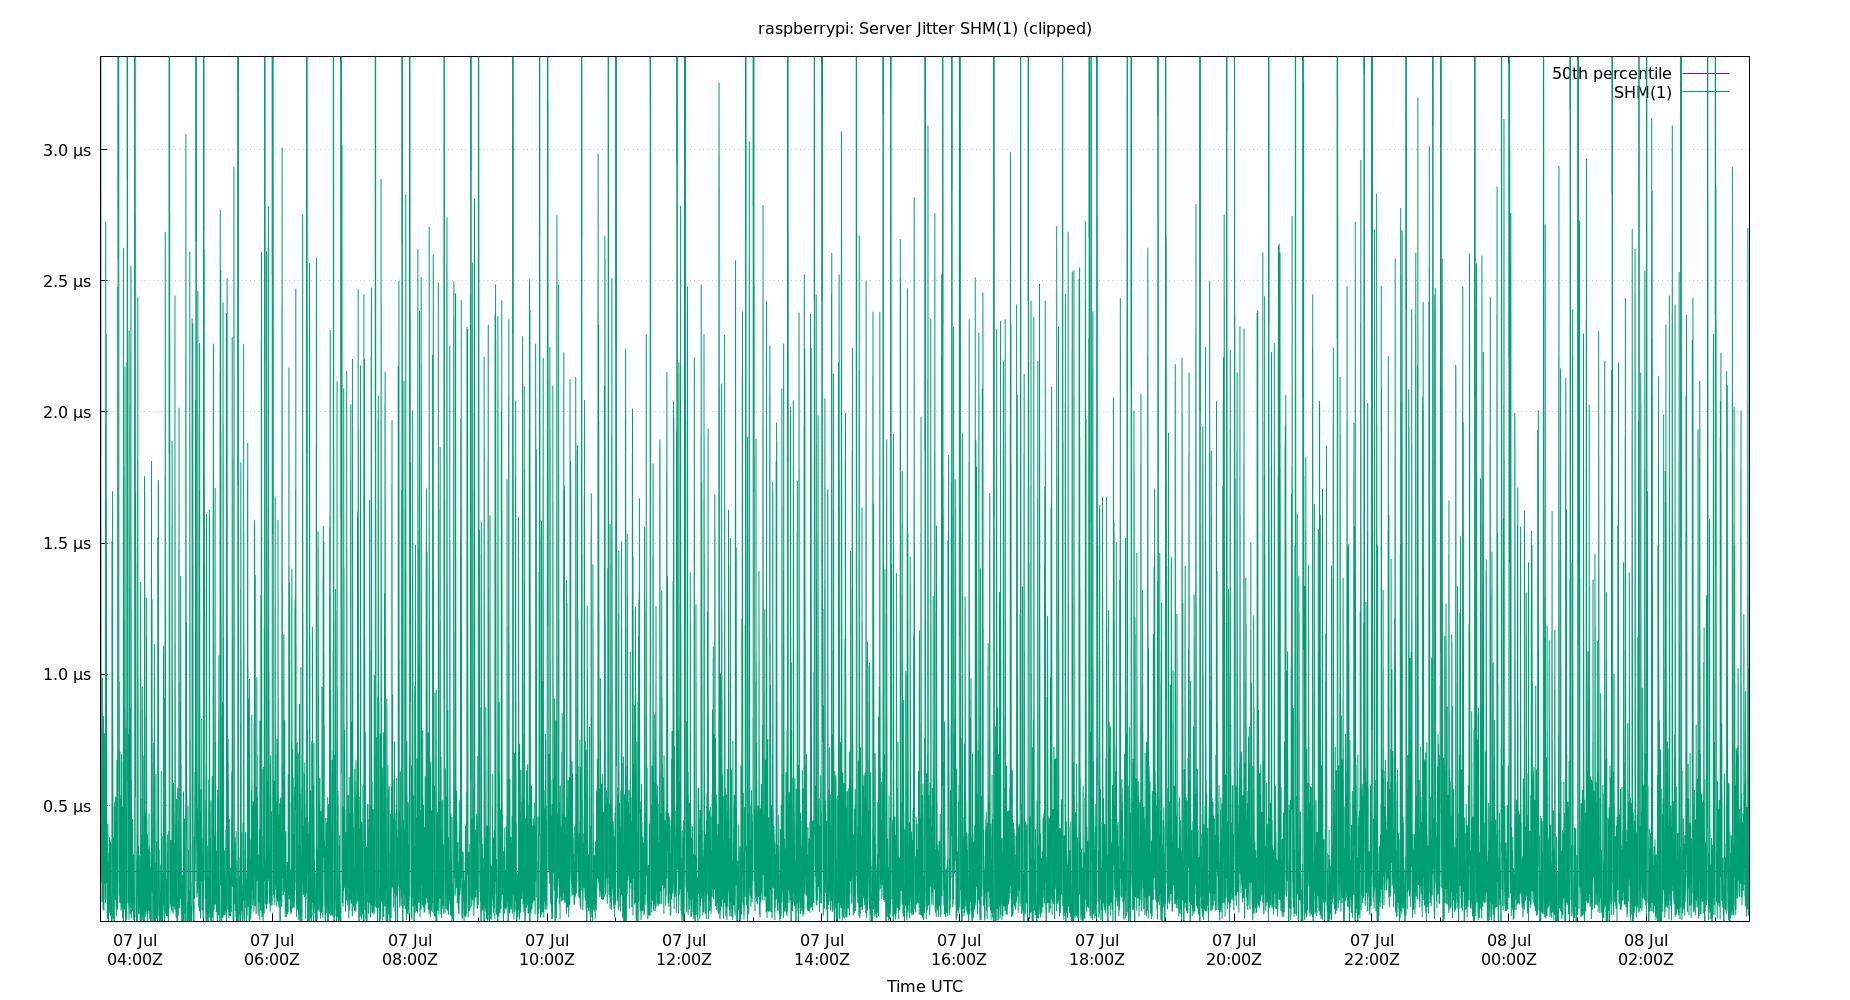 raspberrypi: Server Jitter SHM(1) (clipped)
50th percentile
SHM(1)
3.0 µs
2.5 µs
2.0 µs
1.5 µs
1.0 µs
0.5 µs
07 Jul 07 Jul 07 Jul 07 Jul 07 Jul 07 Jul 07 Jul 07 Jul 07 Jul 07 Jul 08 Jul 08 Jul
04:00Z 06:00Z 08:00Z 10:00Z 12:00Z 14:00Z 16:00Z 18:00Z 20:00Z 22:00Z 00:00Z 02:00Z
Time UTC